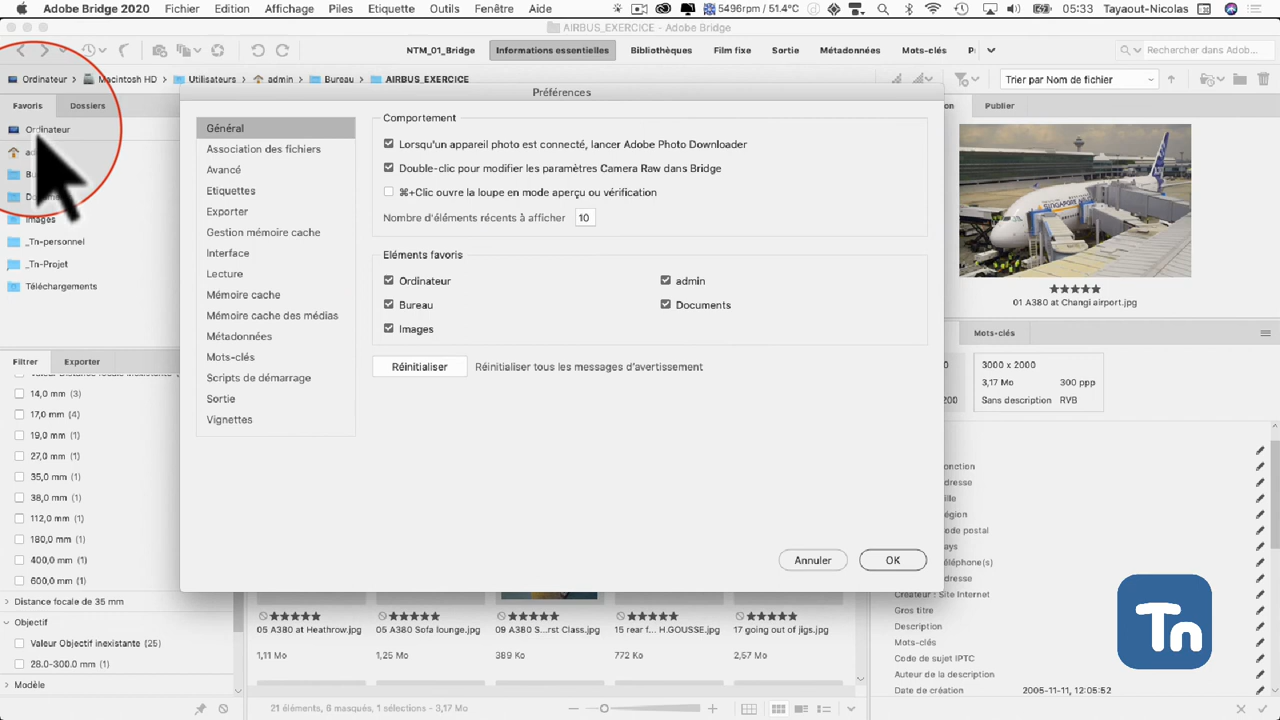 Adobe Bridge 2020 Fichier Edition Affichage Piles Etiquette Outils Fenêtre Aide 5496rpm / 51.4°c 05:33 Tayaout-Nicolas
AIRBUS_EXERCICE - Adobe Bridge
NTM_01_Bridge Informations essentielles Bibliothèques Film fixe Sortie Métadonnées Mots-clés Rechercher dans Adob...
Ordinateur > Macintosh HD > Utilisateurs > admin > Bureau > AIRBUS_EXERCICE Trier par Nom de fichier
Préférences
Favoris Dossiers
Publier
Ordinateur
Images
_Tn-personnel
_Tn-Projet
Téléchargements
Général
Association des fichiers
Avancé
Etiquettes
Exporter
Gestion mémoire cache
Interface
Lecture
Mémoire cache
Mémoire cache des médias
Métadonnées
Mots-clés
Scripts de démarrage
Sortie
Vignettes
Comportement
Lorsqu'un appareil photo est connecté, lancer Adobe Photo Downloader
Double-clic pour modifier les paramètres Camera Raw dans Bridge
⌘+Clic ouvre la loupe en mode aperçu ou vérification
Nombre d'éléments récents à afficher 10
Eléments favoris
Ordinateur admin
Bureau Documents
Images
Réinitialiser Réinitialiser tous les messages d'avertissement
Annuler OK
SINGAPORE
★★★★★
01 A380 at Changi airport.jpg
Mots-clés
3000 x 2000
3,17 Mo 300 ppp
Sans description RVB
Filtrer Exporter
Valeur Distance focale inexistante
14,0 mm (3)
17,0 mm (4)
19,0 mm (1)
27,0 mm (1)
35,0 mm (1)
38,0 mm (1)
112,0 mm (1)
180,0 mm (1)
400,0 mm (1)
600,0 mm (1)
Distance focale de 35 mm
Objectif
Valeur Objectif inexistante (25)
28.0-300.0 mm (1)
Modèle
★★★★★ ★★★★★ ★★★★★ ★★★★★ ★★★★★
05 A380 at Heathrow.jpg 05 A380 Sofa lounge.jpg 09 A380 S...rst Class.jpg 15 rear f... H.GOUSSE.jpg 17 going out of jigs.jpg
1,11 Mo 1,25 Mo 389 Ko 772 Ko 2,57 Mo
21 éléments, 6 masqués, 1 sélections - 3,17 Mo
Créateur : Site Internet
Gros titre
Description
Mots-clés
Code de sujet IPTC
Auteur de la description
Date de création 2005-11-11, 12:05:52
Tn